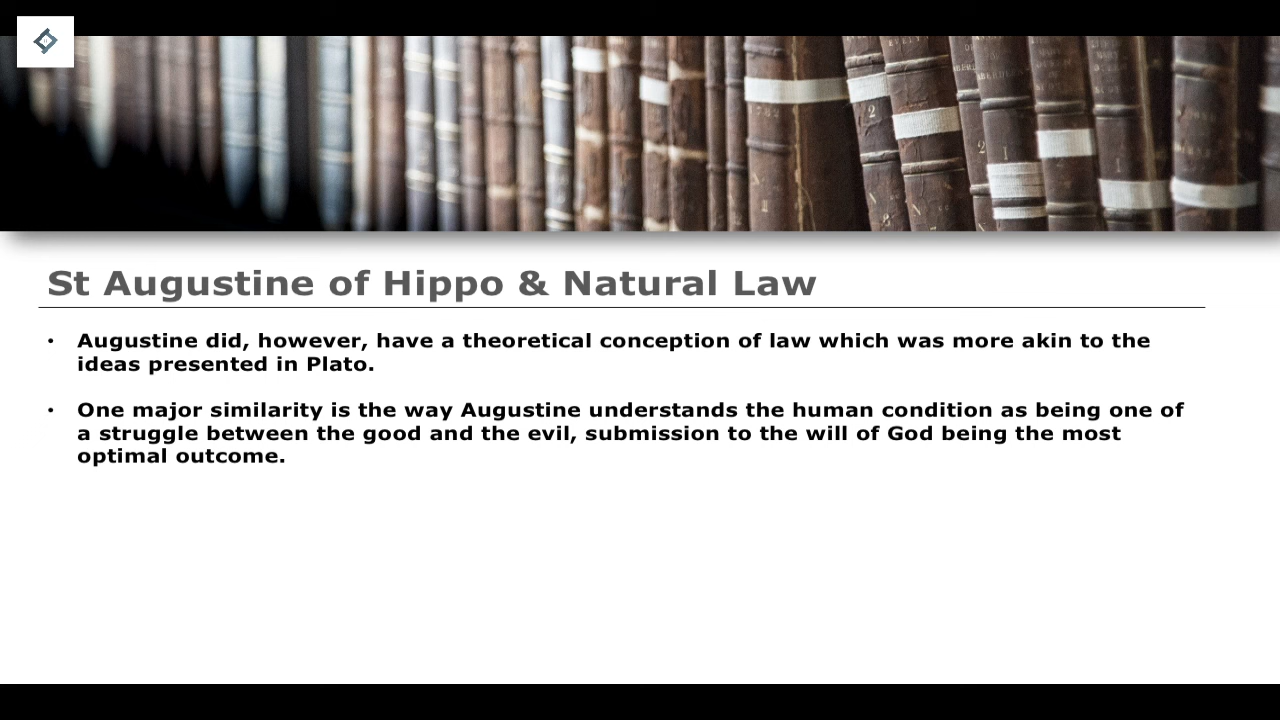 St Augustine of Hippo & Natural Law
• Augustine did, however, have a theoretical conception of law which was more akin to the
ideas presented in Plato.
• One major similarity is the way Augustine understands the human condition as being one of
a struggle between the good and the evil, submission to the will of God being the most
optimal outcome.